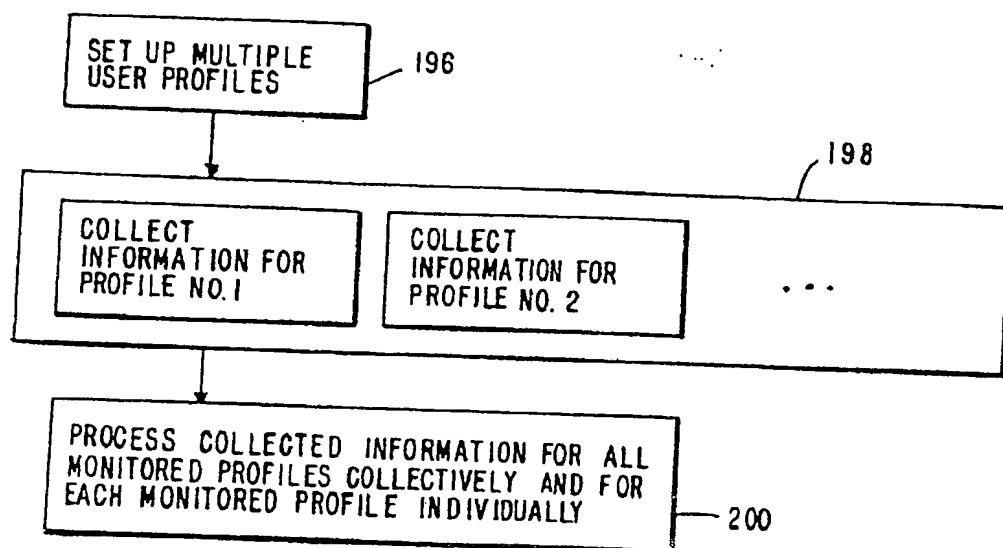 SET UP MULTIPLE
USER PROFILES
196
198
COLLECT
INFORMATION FOR
PROFILE NO. 1
COLLECT
INFORMATION FOR
PROFILE NO. 2
...
PROCESS COLLECTED INFORMATION FOR ALL
MONITORED PROFILES COLLECTIVELY AND FOR
EACH MONITORED PROFILE INDIVIDUALLY
200